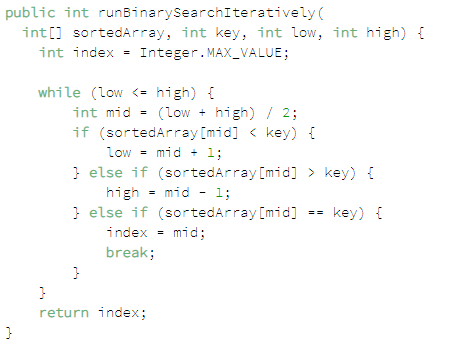 public int runBinarySearchIteratively(
  int[] sortedArray, int key, int low, int high) {
    int index = Integer.MAX_VALUE;

    while (low <= high) {
        int mid = (low + high) / 2;
        if (sortedArray[mid] < key) {
            low = mid + 1;
        } else if (sortedArray[mid] > key) {
            high = mid - 1;
        } else if (sortedArray[mid] == key) {
            index = mid;
            break;
        }
    }
    return index;
}